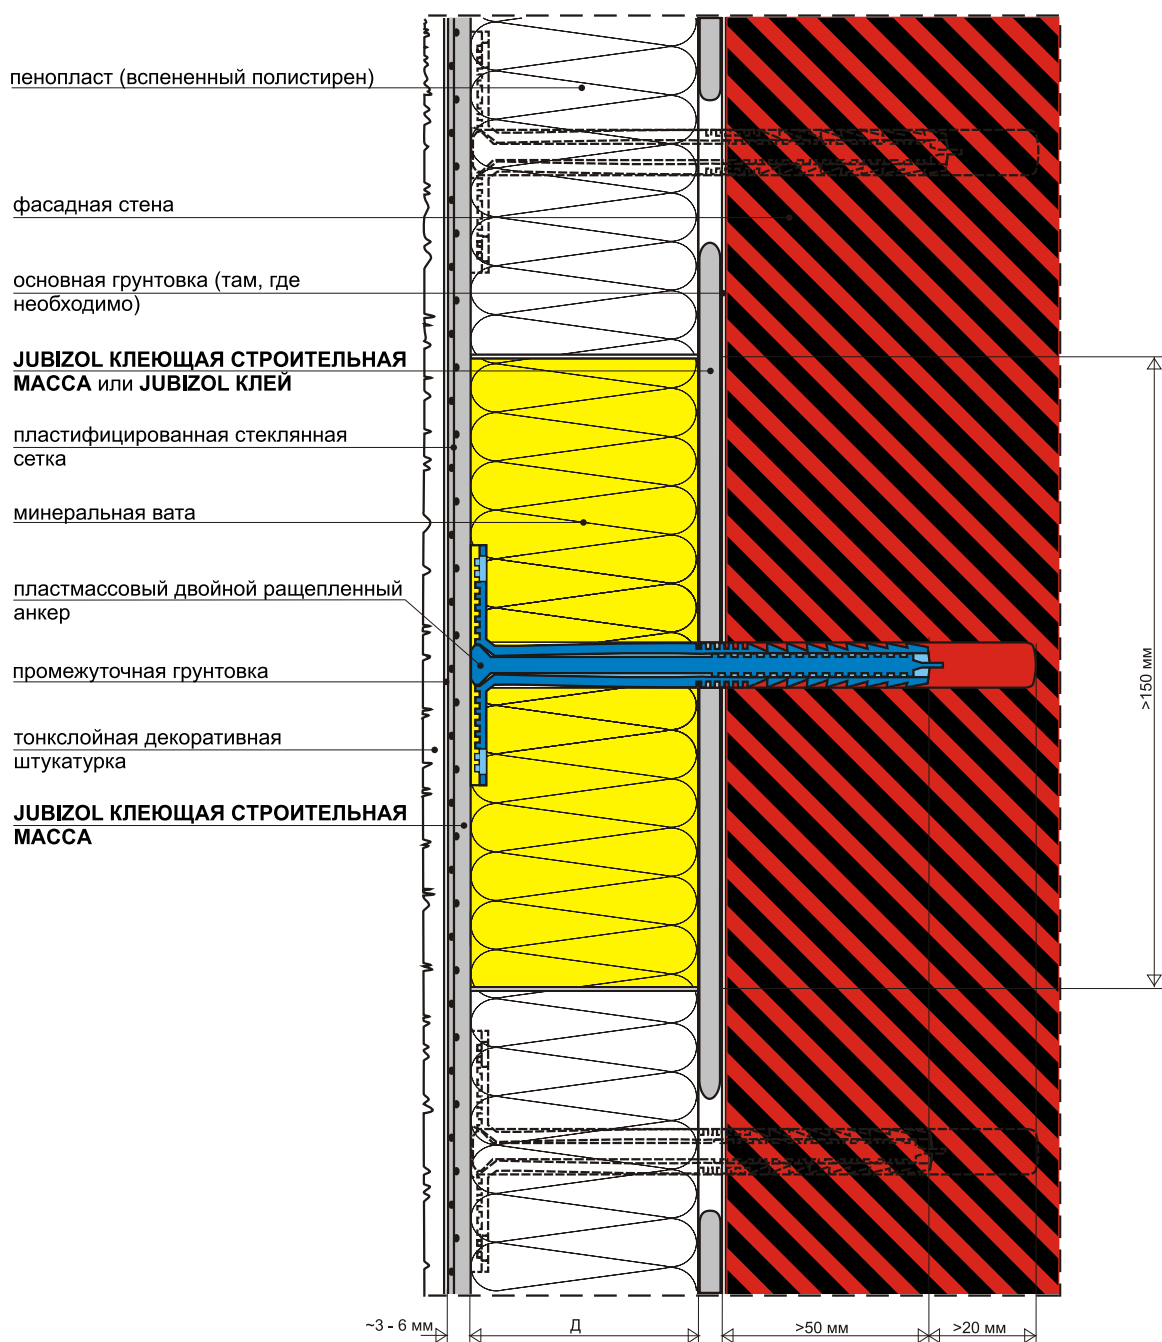 пенопласт (вспененный полистирен)
фасадная стена
основная грунтовка (там, где
необходимо)
JUBIZOL КЛЕЮЩАЯ СТРОИТЕЛЬНАЯ
МАССА или JUBIZOL КЛЕЙ
пластифицированная стеклянная
сетка
минеральная вата
пластмассовый двойной ращепленный
анкер
промежуточная грунтовка
тонкслойная декоративная
штукатурка
JUBIZOL КЛЕЮЩАЯ СТРОИТЕЛЬНАЯ
МАССА
>150 мм
~3 - 6 мм
Д
>50 мм
>20 мм